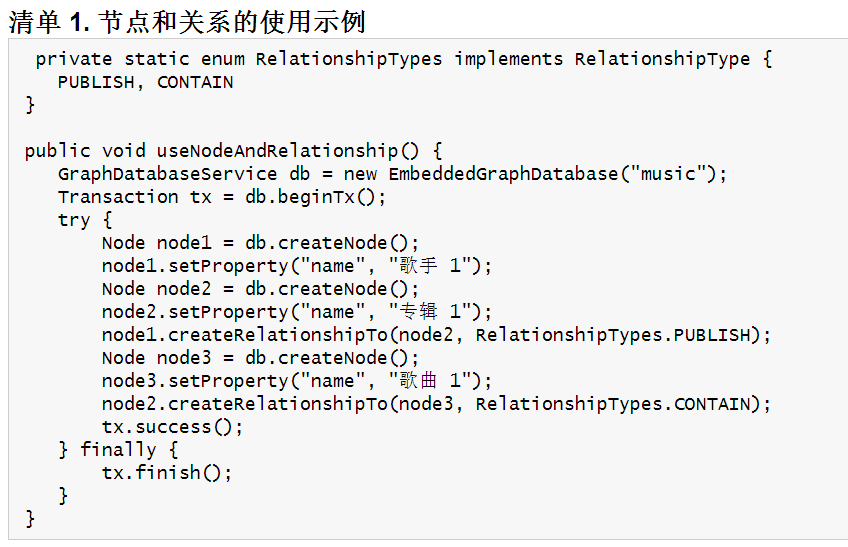 清单 1. 节点和关系的使用示例
private static enum RelationshipTypes implements RelationshipType {
PUBLISH, CONTAIN
}
public void useNodeAndRelationship() {
GraphDatabaseService db = new EmbeddedGraphDatabase("music");
Transaction tx = db.beginTx();
try {
Node node1 = db.createNode();
node1.setProperty("name", "歌手 1");
Node node2 = db.createNode();
node2.setProperty("name", "专辑 1");
node1.createRelationshipTo(node2, RelationshipTypes.PUBLISH);
Node node3 = db.createNode();
node3.setProperty("name", "歌曲 1");
node2.createRelationshipTo(node3, RelationshipTypes.CONTAIN);
tx.success();
} finally {
tx.finish();
}
}